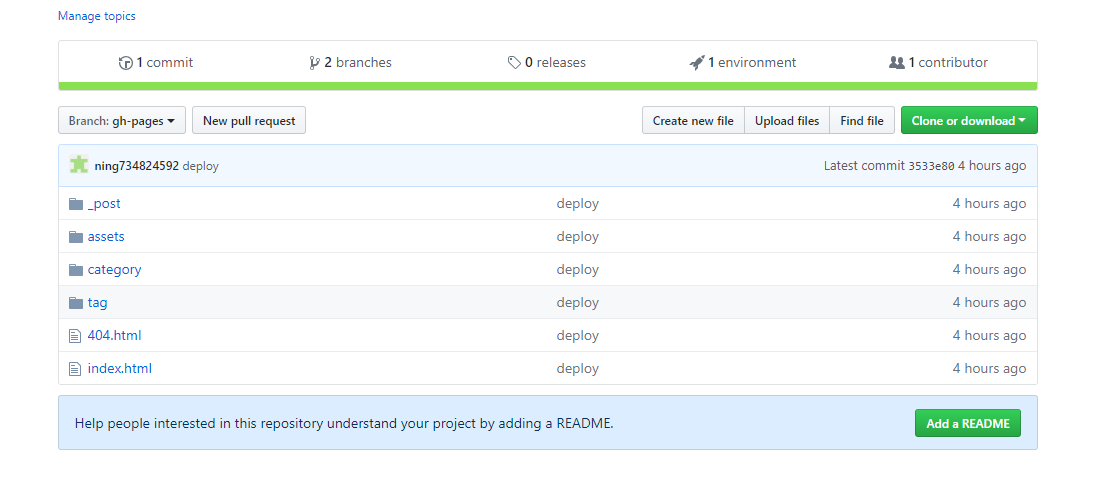 Manage topics
1 commit 2 branches 0 releases 1 environment 1 contributor
Branch: gh-pages New pull request Create new file Upload files Find file Clone or download
ning734824592 deploy Latest commit 3533e80 4 hours ago
_post deploy 4 hours ago
assets deploy 4 hours ago
category deploy 4 hours ago
tag deploy 4 hours ago
404.html deploy 4 hours ago
index.html deploy 4 hours ago
Help people interested in this repository understand your project by adding a README. Add a README